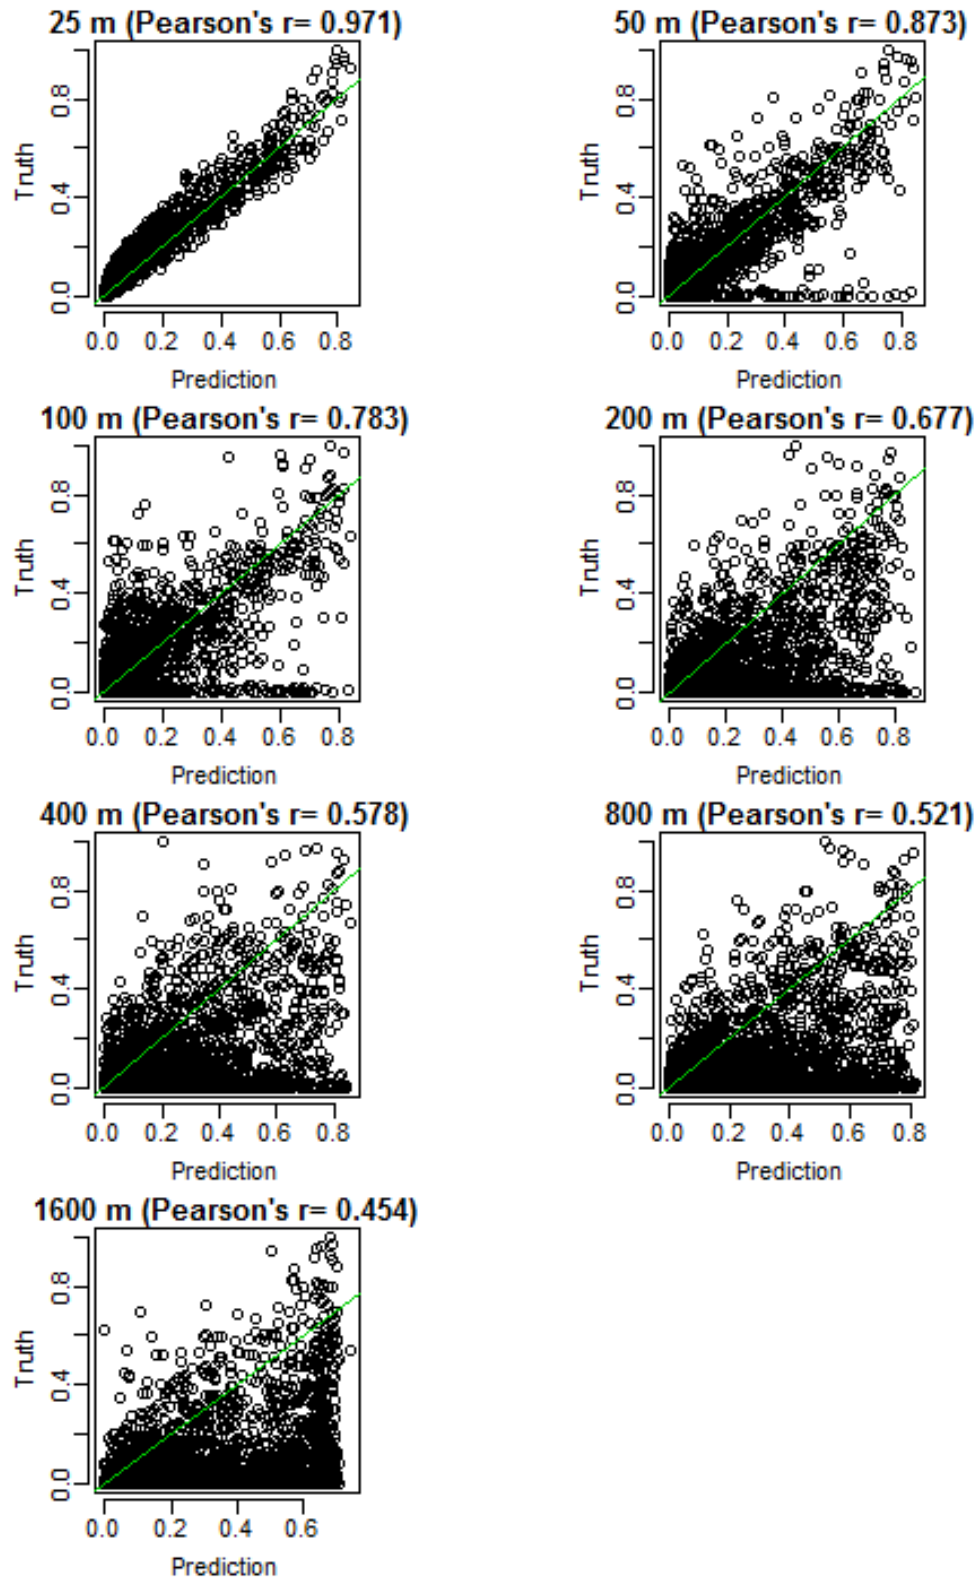 25 m (Pearson's r= 0.971)
Truth
0.0 0.4 0.8
0.0 0.2 0.4 0.6 0.8
Prediction
50 m (Pearson's r= 0.873)
Truth
0.0 0.4 0.8
0.0 0.2 0.4 0.6 0.8
Prediction
100 m (Pearson's r= 0.783)
Truth
0.0 0.4 0.8
0.0 0.2 0.4 0.6 0.8
Prediction
200 m (Pearson's r= 0.677)
Truth
0.0 0.4 0.8
0.0 0.2 0.4 0.6 0.8
Prediction
400 m (Pearson's r= 0.578)
Truth
0.0 0.4 0.8
0.0 0.2 0.4 0.6 0.8
Prediction
800 m (Pearson's r= 0.521)
Truth
0.0 0.4 0.8
0.0 0.2 0.4 0.6 0.8
Prediction
1600 m (Pearson's r= 0.454)
Truth
0.0 0.4 0.8
0.0 0.2 0.4 0.6
Prediction